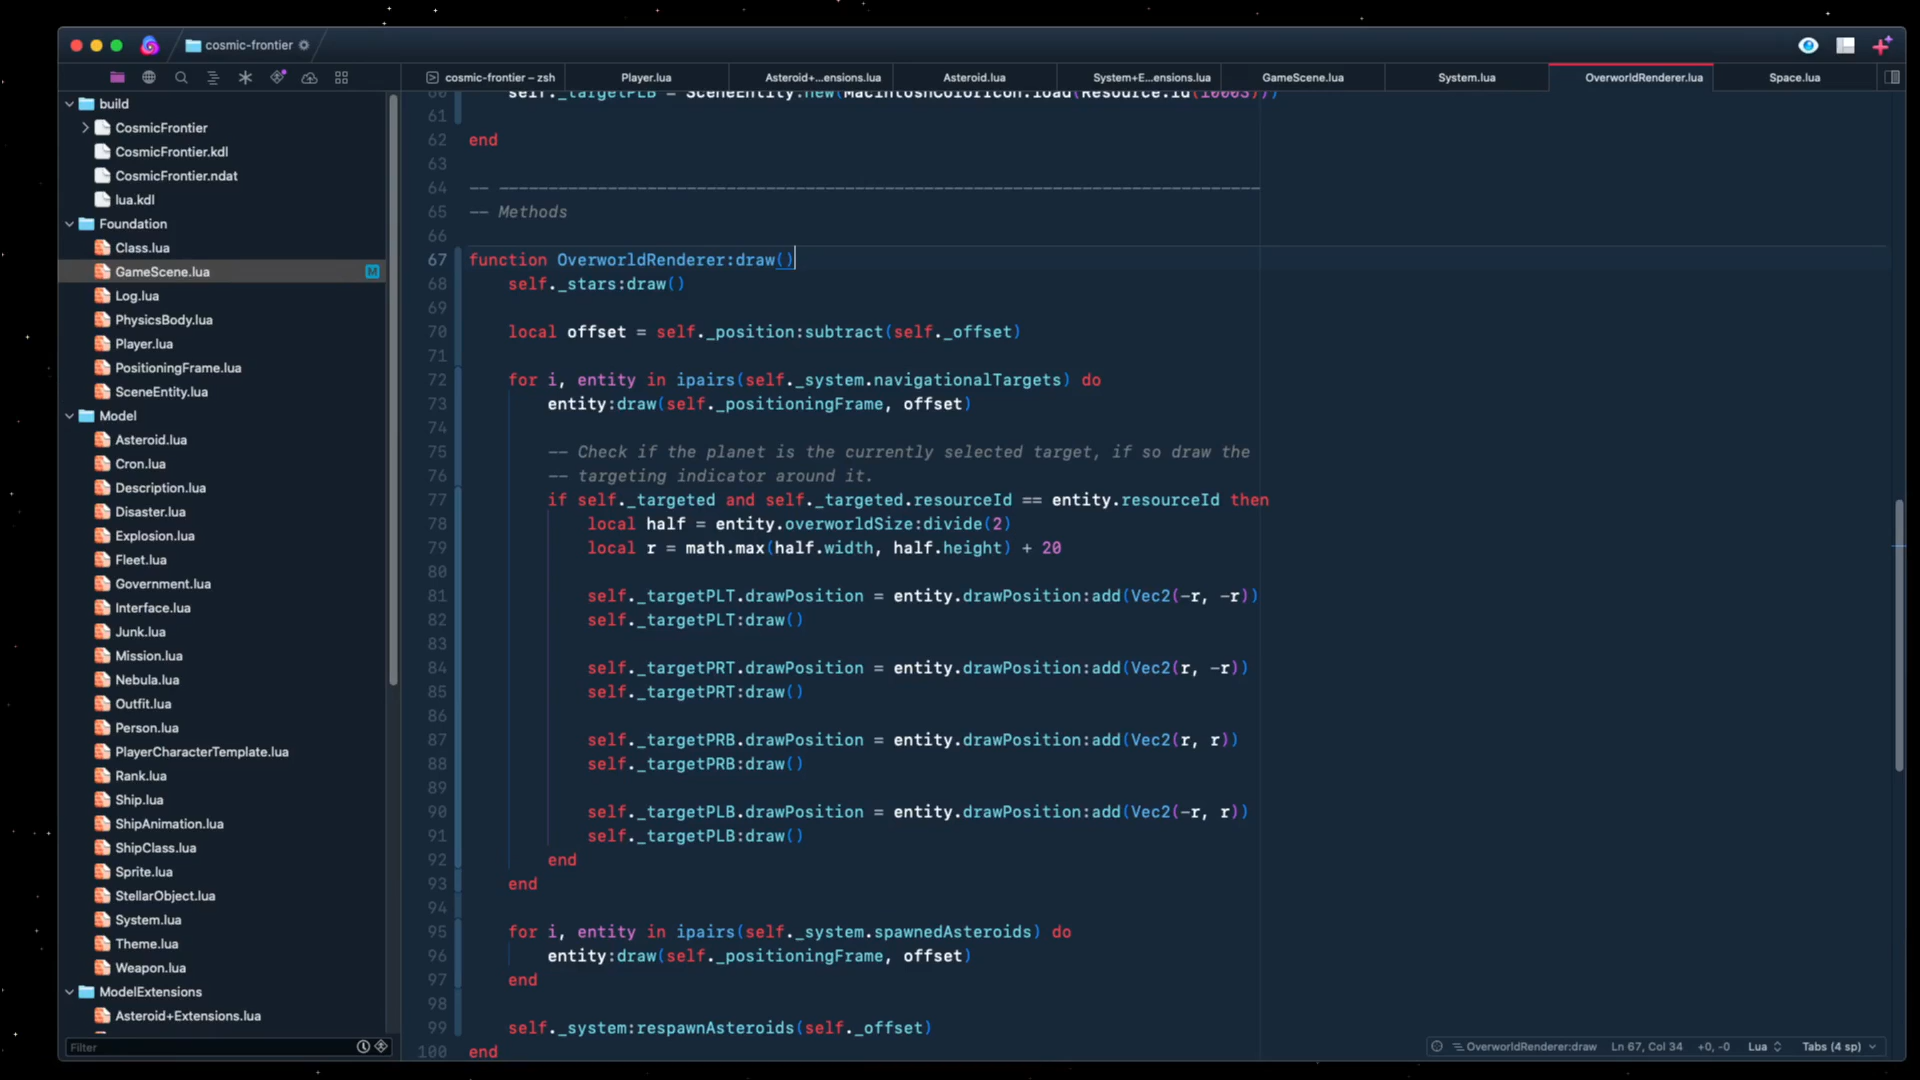 cosmic-frontier
cosmic-frontier – zsh
Player.lua
Asteroid+...ensions.lua
Asteroid.lua
System+E...ensions.lua
GameScene.lua
System.lua
OverworldRenderer.lua
Space.lua
build
CosmicFrontier
CosmicFrontier.kdl
CosmicFrontier.ndat
lua.kdl
Foundation
Class.lua
GameScene.lua M
Log.lua
PhysicsBody.lua
Player.lua
PositioningFrame.lua
SceneEntity.lua
Model
Asteroid.lua
Cron.lua
Description.lua
Disaster.lua
Explosion.lua
Fleet.lua
Government.lua
Interface.lua
Junk.lua
Mission.lua
Nebula.lua
Outfit.lua
Person.lua
PlayerCharacterTemplate.lua
Rank.lua
Ship.lua
ShipAnimation.lua
ShipClass.lua
Sprite.lua
StellarObject.lua
System.lua
Theme.lua
Weapon.lua
ModelExtensions
Asteroid+Extensions.lua
Filter
60 self._targetPLB = SceneEntity:new(MacintoshColorIcon.load(Resource.Id(10003)))
61
62 end
63
64 -- -----------------------------------------------------------------------------
65 -- Methods
66
67 function OverworldRenderer:draw()
68 self._stars:draw()
69
70 local offset = self._position:subtract(self._offset)
71
72 for i, entity in ipairs(self._system.navigationalTargets) do
73 entity:draw(self._positioningFrame, offset)
74
75 -- Check if the planet is the currently selected target, if so draw the
76 -- targeting indicator around it.
77 if self._targeted and self._targeted.resourceId == entity.resourceId then
78 local half = entity.overworldSize:divide(2)
79 local r = math.max(half.width, half.height) + 20
80
81 self._targetPLT.drawPosition = entity.drawPosition:add(Vec2(-r, -r))
82 self._targetPLT:draw()
83
84 self._targetPRT.drawPosition = entity.drawPosition:add(Vec2(r, -r))
85 self._targetPRT:draw()
86
87 self._targetPRB.drawPosition = entity.drawPosition:add(Vec2(r, r))
88 self._targetPRB:draw()
89
90 self._targetPLB.drawPosition = entity.drawPosition:add(Vec2(-r, r))
91 self._targetPLB:draw()
92 end
93 end
94
95 for i, entity in ipairs(self._system.spawnedAsteroids) do
96 entity:draw(self._positioningFrame, offset)
97 end
98
99 self._system:respawnAsteroids(self._offset)
100 end
OverworldRenderer:draw Ln 67, Col 34 +0, -0 Lua Tabs (4 sp)